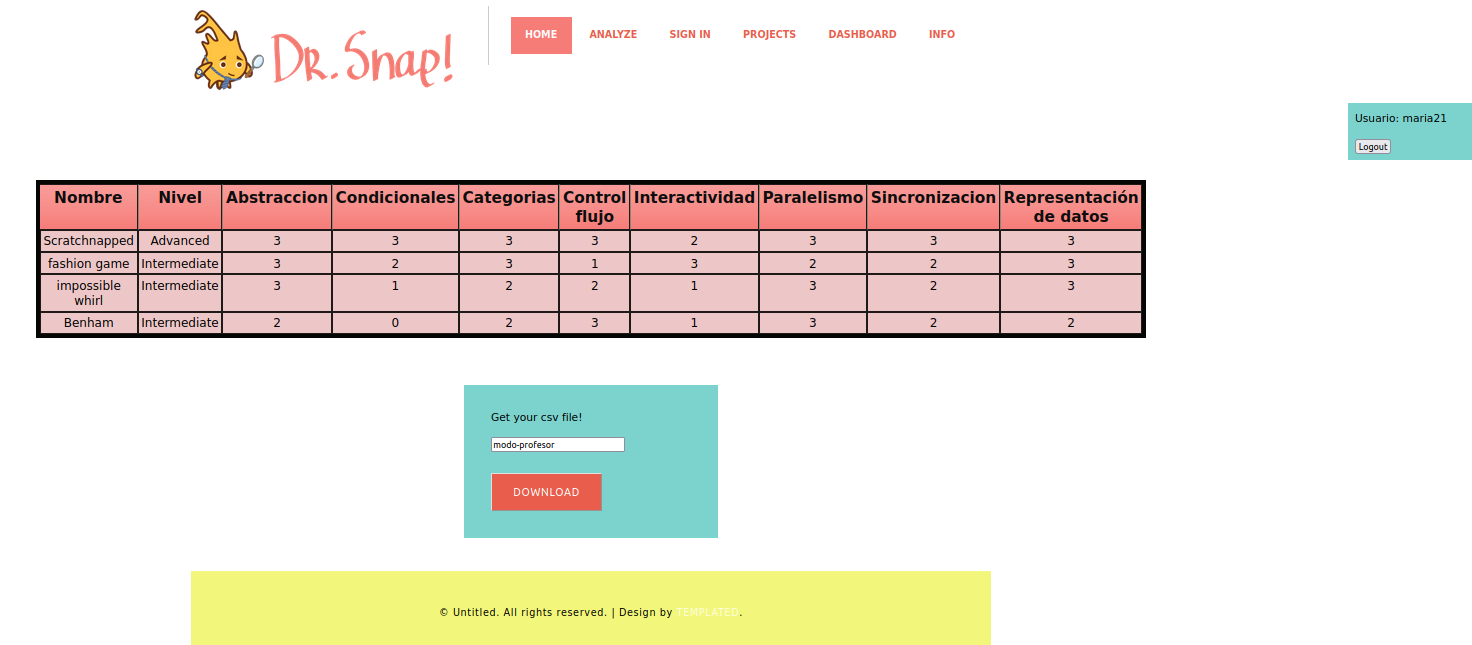 Dr. Snap!
HOME ANALYZE SIGN IN PROJECTS DASHBOARD INFO
Usuario: maria21
Logout
Nombre Nivel Abstraccion Condicionales Categorias Control flujo Interactividad Paralelismo Sincronizacion Representación de datos
Scratchnapped Advanced 3 3 3 3 2 3 3 3
fashion game Intermediate 3 2 3 1 3 2 2 3
impossible whirl Intermediate 3 1 2 2 1 3 2 3
Benham Intermediate 2 0 2 3 1 3 2 2
Get your csv file!
modo-profesor
DOWNLOAD
© Untitled. All rights reserved. | Design by TEMPLATED.